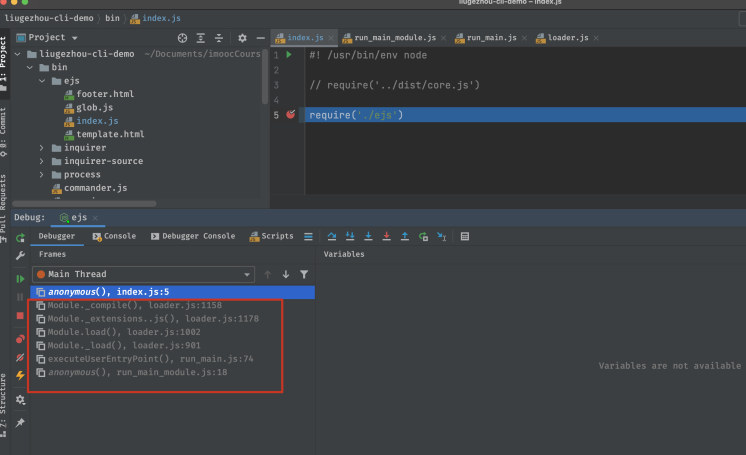 liugezhou-cli-demo – index.js
liugezhou-cli-demo › bin › index.js
1: Project
0: Commit
Pull Requests
7: Structure
Project
liugezhou-cli-demo ~/Documents/imoocCours
bin
ejs
footer.html
glob.js
index.js
template.html
inquirer
inquirer-source
process
commander.js
index.js × run_main_module.js × run_main.js × loader.js ×
1 #! /usr/bin/env node
2
3 // require('../dist/core.js')
4
5 require('./ejs')
Debug: ejs ×
Debugger Console Debugger Console Scripts
Frames
Variables
Main Thread
anonymous(), index.js:5
Module._compile(), loader.js:1158
Module._extensions..js(), loader.js:1178
Module.load(), loader.js:1002
Module._load(), loader.js:901
executeUserEntryPoint(), run_main.js:74
anonymous(), run_main_module.js:18
Variables are not available